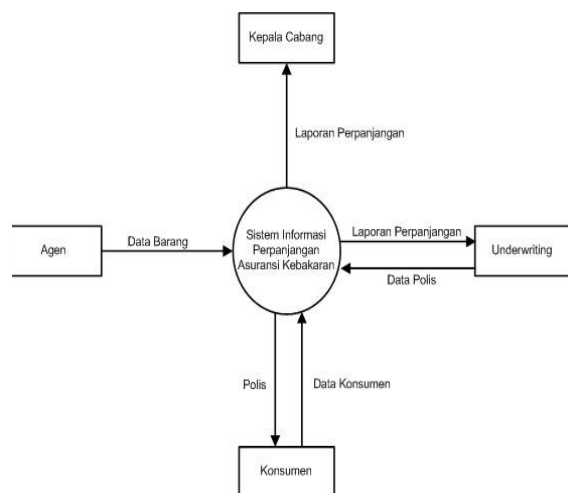 Kepala Cabang
Laporan Perpanjangan
Agen
Data Barang
Sistem Informasi
Perpanjangan
Asuransi Kebakaran
Laporan Perpanjangan
Data Polis
Underwriting
Polis
Data Konsumen
Konsumen